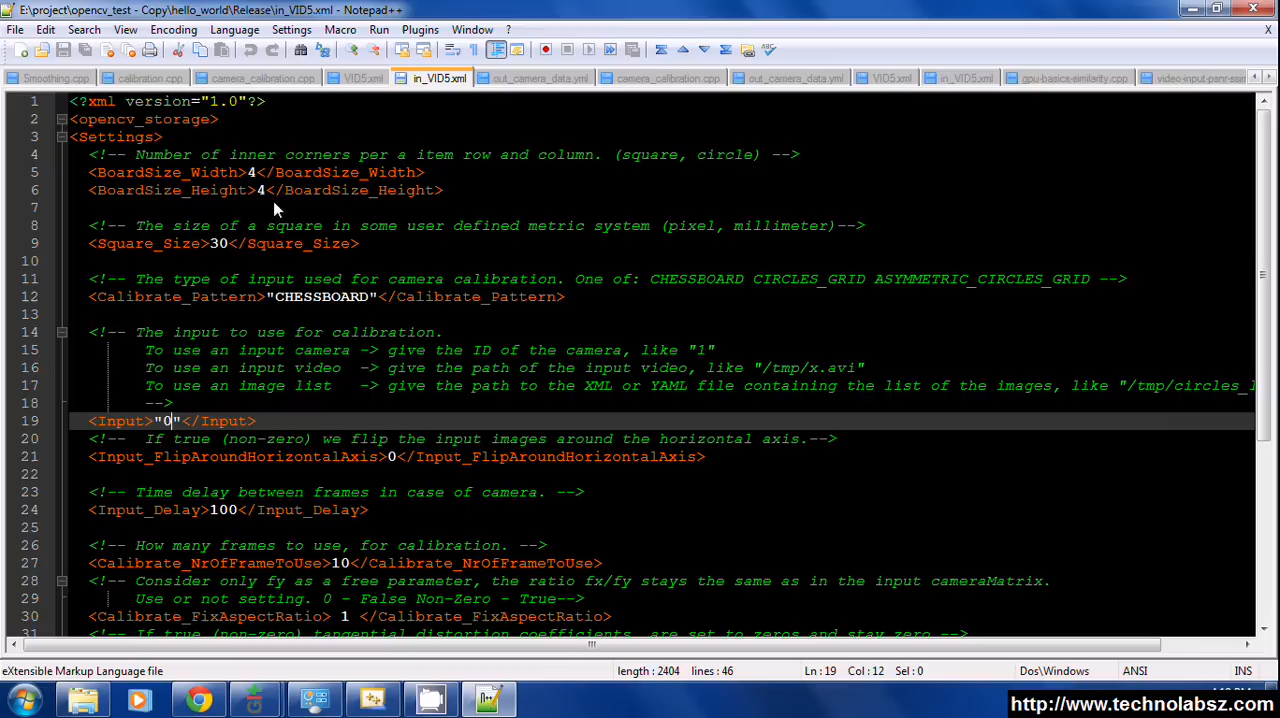 E:\project\opencv_test - Copy\hello_world\Release\in_VID5.xml - Notepad++
File Edit Search View Encoding Language Settings Macro Run Plugins Window ? X
Smoothing.cpp calibration.cpp camera_calibration.cpp VID5.xml in_VID5.xml out_camera_data.yml camera_calibration.cpp out_camera_data.yml VID5.xml in_VID5.xml gpu-basics-similarity.cpp video-input-psnr-ssim
1 <?xml version="1.0"?>
2 <opencv_storage>
3 <Settings>
4 <!-- Number of inner corners per a item row and column. (square, circle) -->
5 <BoardSize_Width>4</BoardSize_Width>
6 <BoardSize_Height>4</BoardSize_Height>
7
8 <!-- The size of a square in some user defined metric system (pixel, millimeter)-->
9 <Square_Size>30</Square_Size>
10
11 <!-- The type of input used for camera calibration. One of: CHESSBOARD CIRCLES_GRID ASYMMETRIC_CIRCLES_GRID -->
12 <Calibrate_Pattern>"CHESSBOARD"</Calibrate_Pattern>
13
14 <!-- The input to use for calibration.
15 To use an input camera -> give the ID of the camera, like "1"
16 To use an input video -> give the path of the input video, like "/tmp/x.avi"
17 To use an image list -> give the path to the XML or YAML file containing the list of the images, like "/tmp/circles_l
18 -->
19 <Input>"0"</Input>
20 <!-- If true (non-zero) we flip the input images around the horizontal axis.-->
21 <Input_FlipAroundHorizontalAxis>0</Input_FlipAroundHorizontalAxis>
22
23 <!-- Time delay between frames in case of camera. -->
24 <Input_Delay>100</Input_Delay>
25
26 <!-- How many frames to use, for calibration. -->
27 <Calibrate_NrOfFrameToUse>10</Calibrate_NrOfFrameToUse>
28 <!-- Consider only fy as a free parameter, the ratio fx/fy stays the same as in the input cameraMatrix.
29 Use or not setting. 0 - False Non-Zero - True-->
30 <Calibrate_FixAspectRatio> 1 </Calibrate_FixAspectRatio>
31 <!-- If true (non-zero) tangential distortion coefficients are set to zeros and stay zero.-->
eXtensible Markup Language file length : 2404 lines : 46 Ln : 19 Col : 12 Sel : 0 Dos\Windows ANSI INS
http://www.technolabsz.com